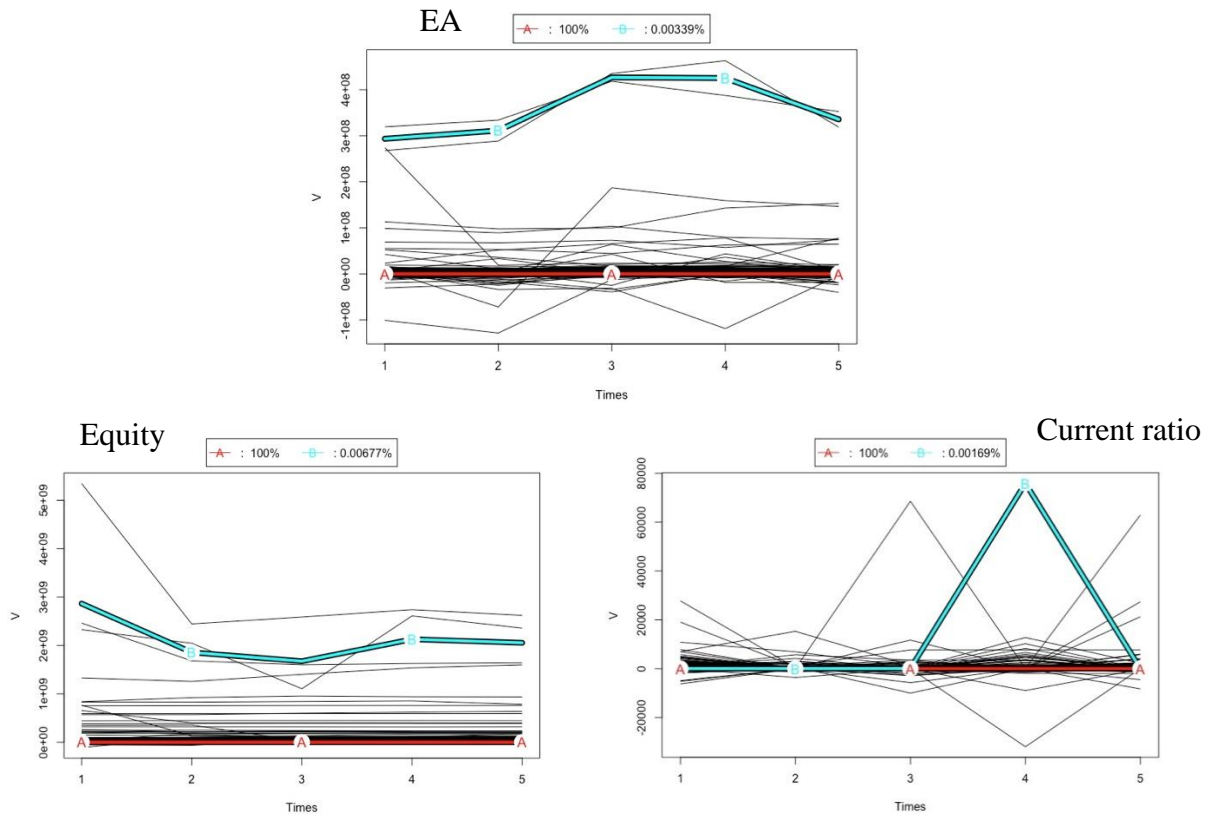 EA
A : 100% B : 0.00339%
V
4e+08
3e+08
2e+08
1e+08
0e+00
-1e+08
B
B
A
A
A
1 2 3 4 5
Times
Equity
A : 100% B : 0.00677%
V
5e+09
4e+09
3e+09
2e+09
1e+09
0e+00
B
B
A
A
A
1 2 3 4 5
Times
Current ratio
A : 100% B : 0.00169%
V
80000
60000
40000
20000
0
-20000
B
A
B
A
A
1 2 3 4 5
Times